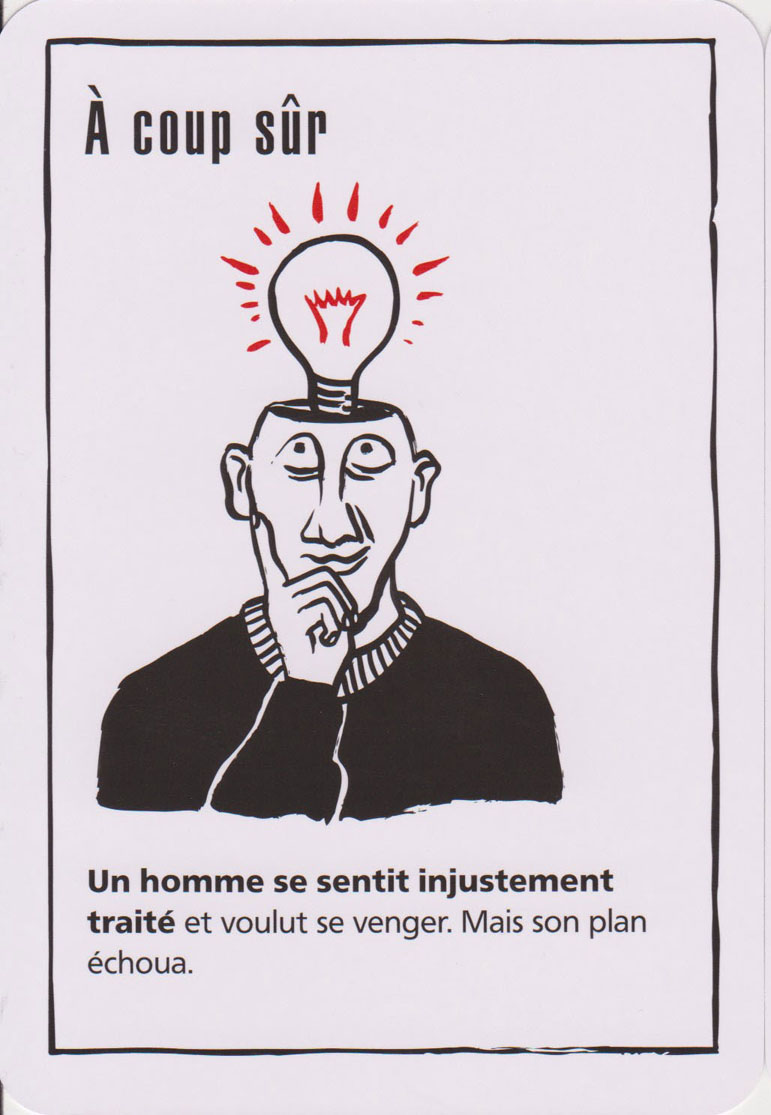 À coup sûr
Un homme se sentit injustement
traité et voulut se venger. Mais son plan
échoua.